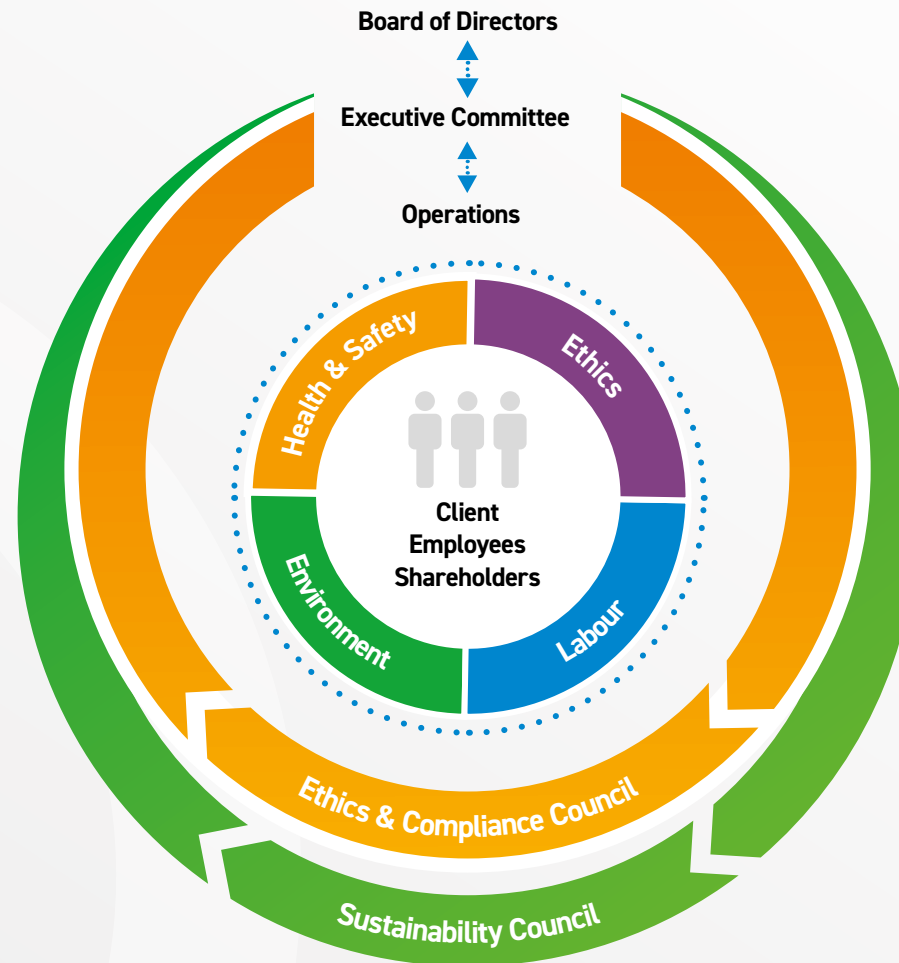 Board of Directors
Executive Committee
Operations
Health & Safety
Ethics
Client
Employees
Shareholders
Environment
Labour
Ethics & Compliance Council
Sustainability Council